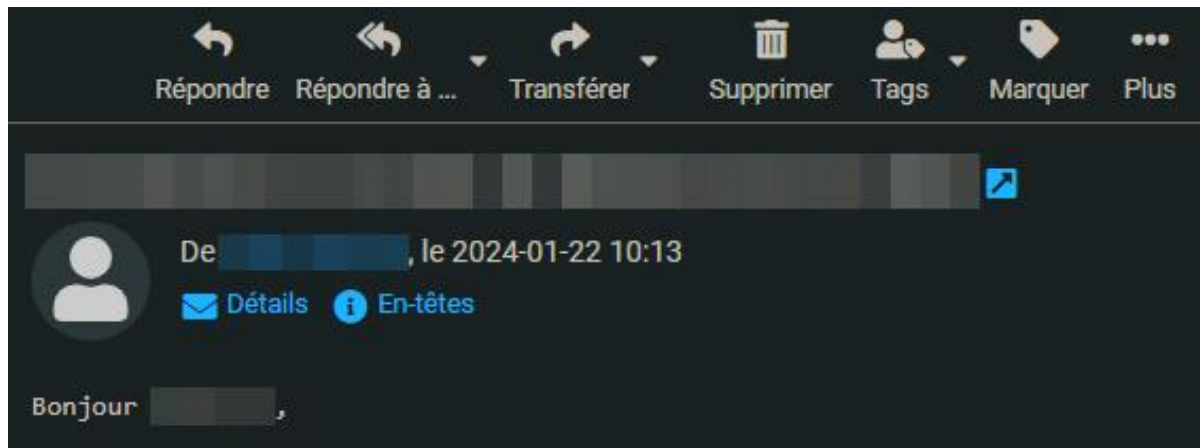 Répondre Répondre à ... Transférer Supprimer Tags Marquer Plus
De , le 2024-01-22 10:13
Détails En-têtes
Bonjour ,